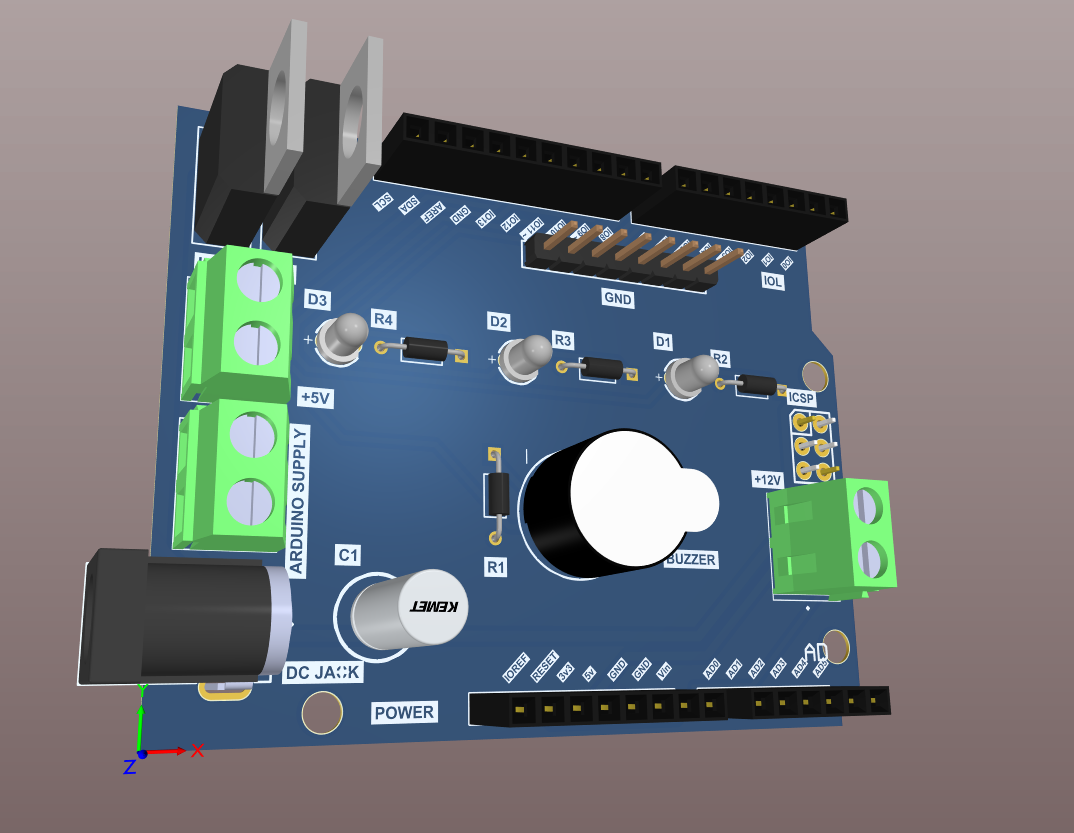 SCL
SDA
AREF
GND
IO13
IO12
IO11
GND
IOL
D3
R4
D2
R3
D1
R2
ICSP
+
+
+
+5V
+12V
ARDUINO SUPPLY
C1
R1
BUZZER
KEMET
DC JACK
AD
IOREF
RESET
3v3
5v
GND
GND
Vin
AD0
AD1
AD2
AD3
AD4
AD5
POWER
X
Z